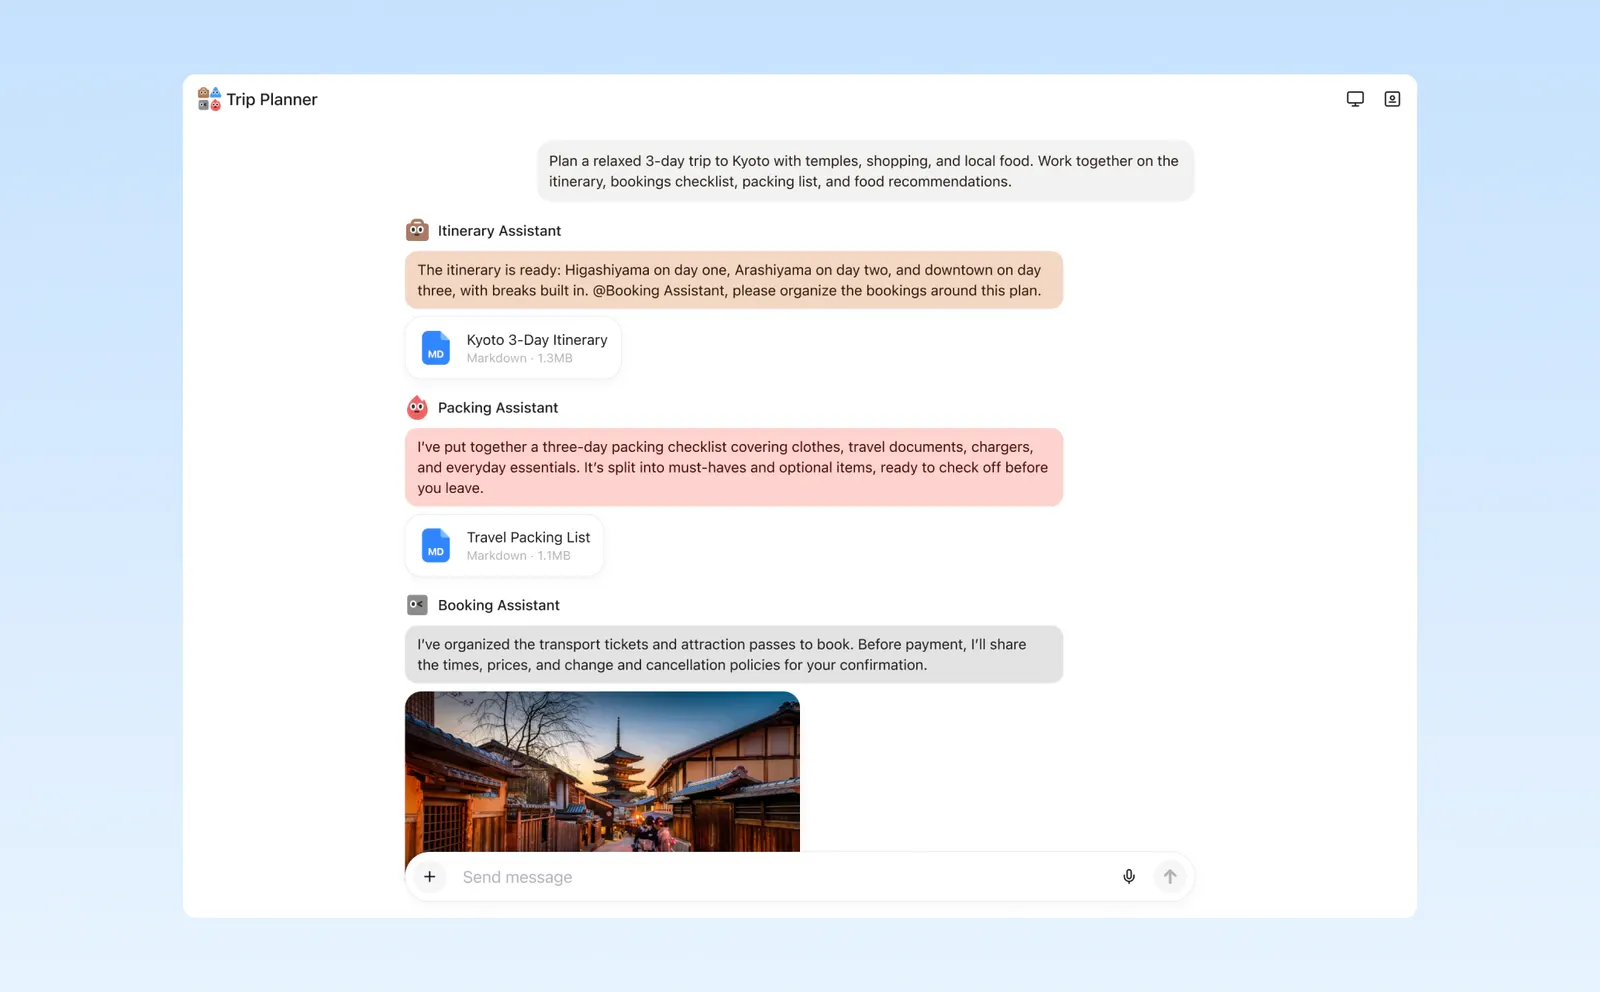 Trip Planner
Plan a relaxed 3-day trip to Kyoto with temples, shopping, and local food. Work together on the
itinerary, bookings checklist, packing list, and food recommendations.
Itinerary Assistant
The itinerary is ready: Higashiyama on day one, Arashiyama on day two, and downtown on day
three, with breaks built in. @Booking Assistant, please organize the bookings around this plan.
MD
Kyoto 3-Day Itinerary
Markdown · 1.3MB
Packing Assistant
I’ve put together a three-day packing checklist covering clothes, travel documents, chargers,
and everyday essentials. It’s split into must-haves and optional items, ready to check off before
you leave.
MD
Travel Packing List
Markdown · 1.1MB
Booking Assistant
I’ve organized the transport tickets and attraction passes to book. Before payment, I’ll share
the times, prices, and change and cancellation policies for your confirmation.
Send message